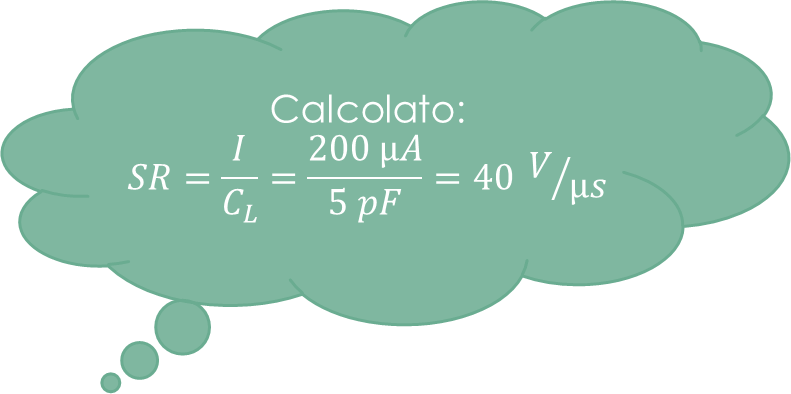 Calcolato:
SR = I/C_L = 200 μA/5 pF = 40 V/μs